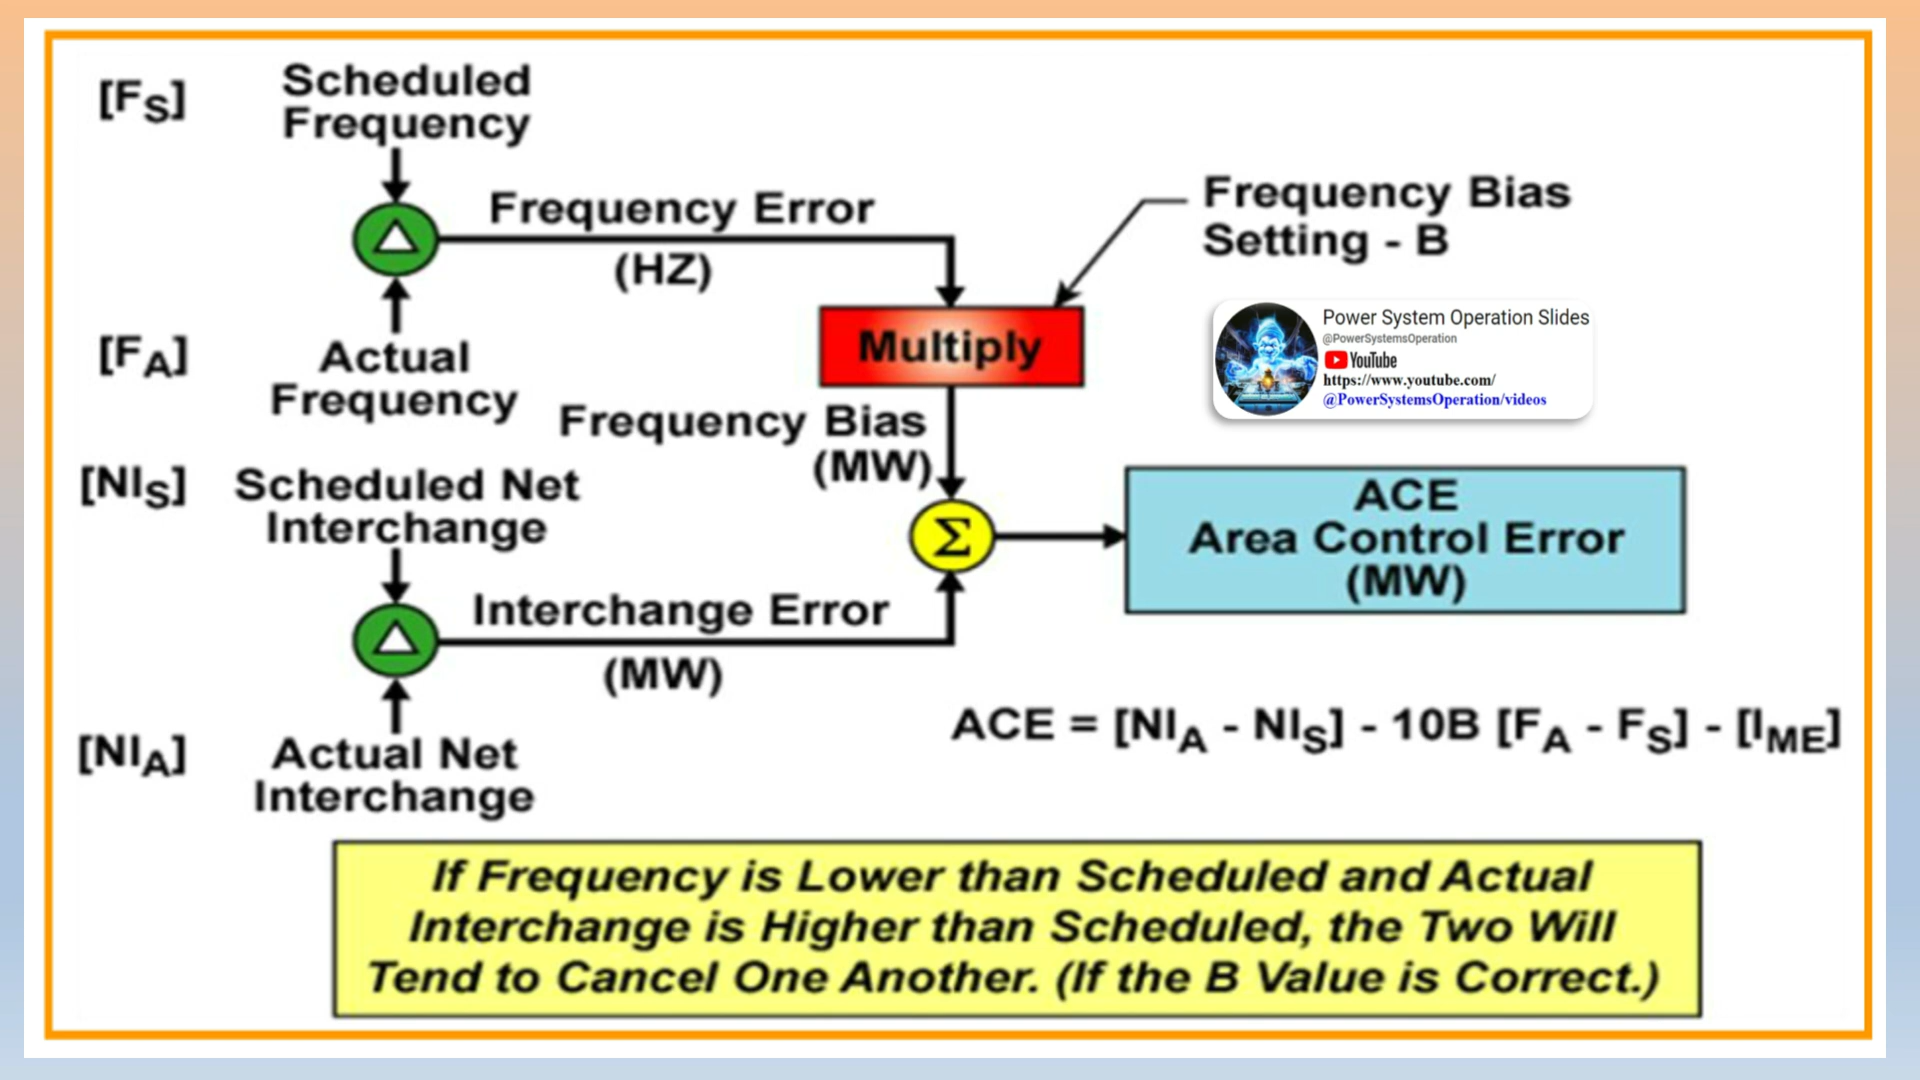 [FS]
Scheduled
Frequency
Frequency Error
(HZ)
[FA]
Actual
Frequency
Frequency Bias
Setting - B
Multiply
Power System Operation Slides
@PowerSystemsOperation
YouTube
https://www.youtube.com/
@PowerSystemsOperation/videos
Frequency Bias
(MW)
[NIS]
Scheduled Net
Interchange
Σ
ACE
Area Control Error
(MW)
Interchange Error
(MW)
[NIA]
Actual Net
Interchange
ACE = [NIA - NIS] - 10B [FA - FS] - [IME]
If Frequency is Lower than Scheduled and Actual
Interchange is Higher than Scheduled, the Two Will
Tend to Cancel One Another. (If the B Value is Correct.)